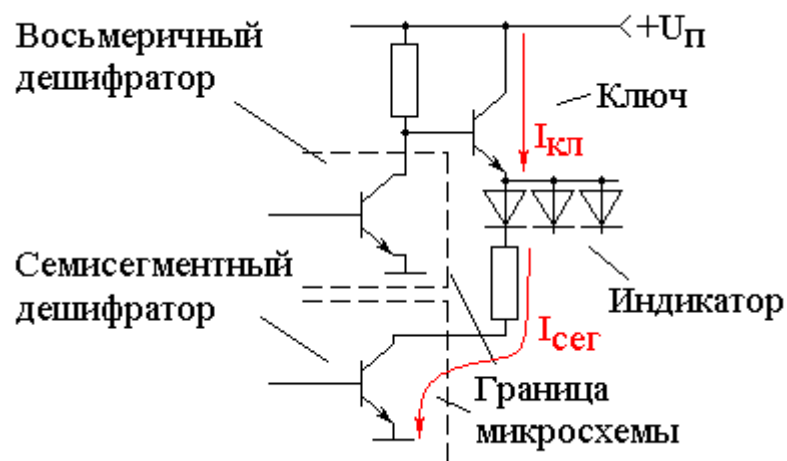 Восьмеричный
дешифратор
+UП
Ключ
Iкл
Семисегментный
дешифратор
Индикатор
Iсег
Граница
микросхемы